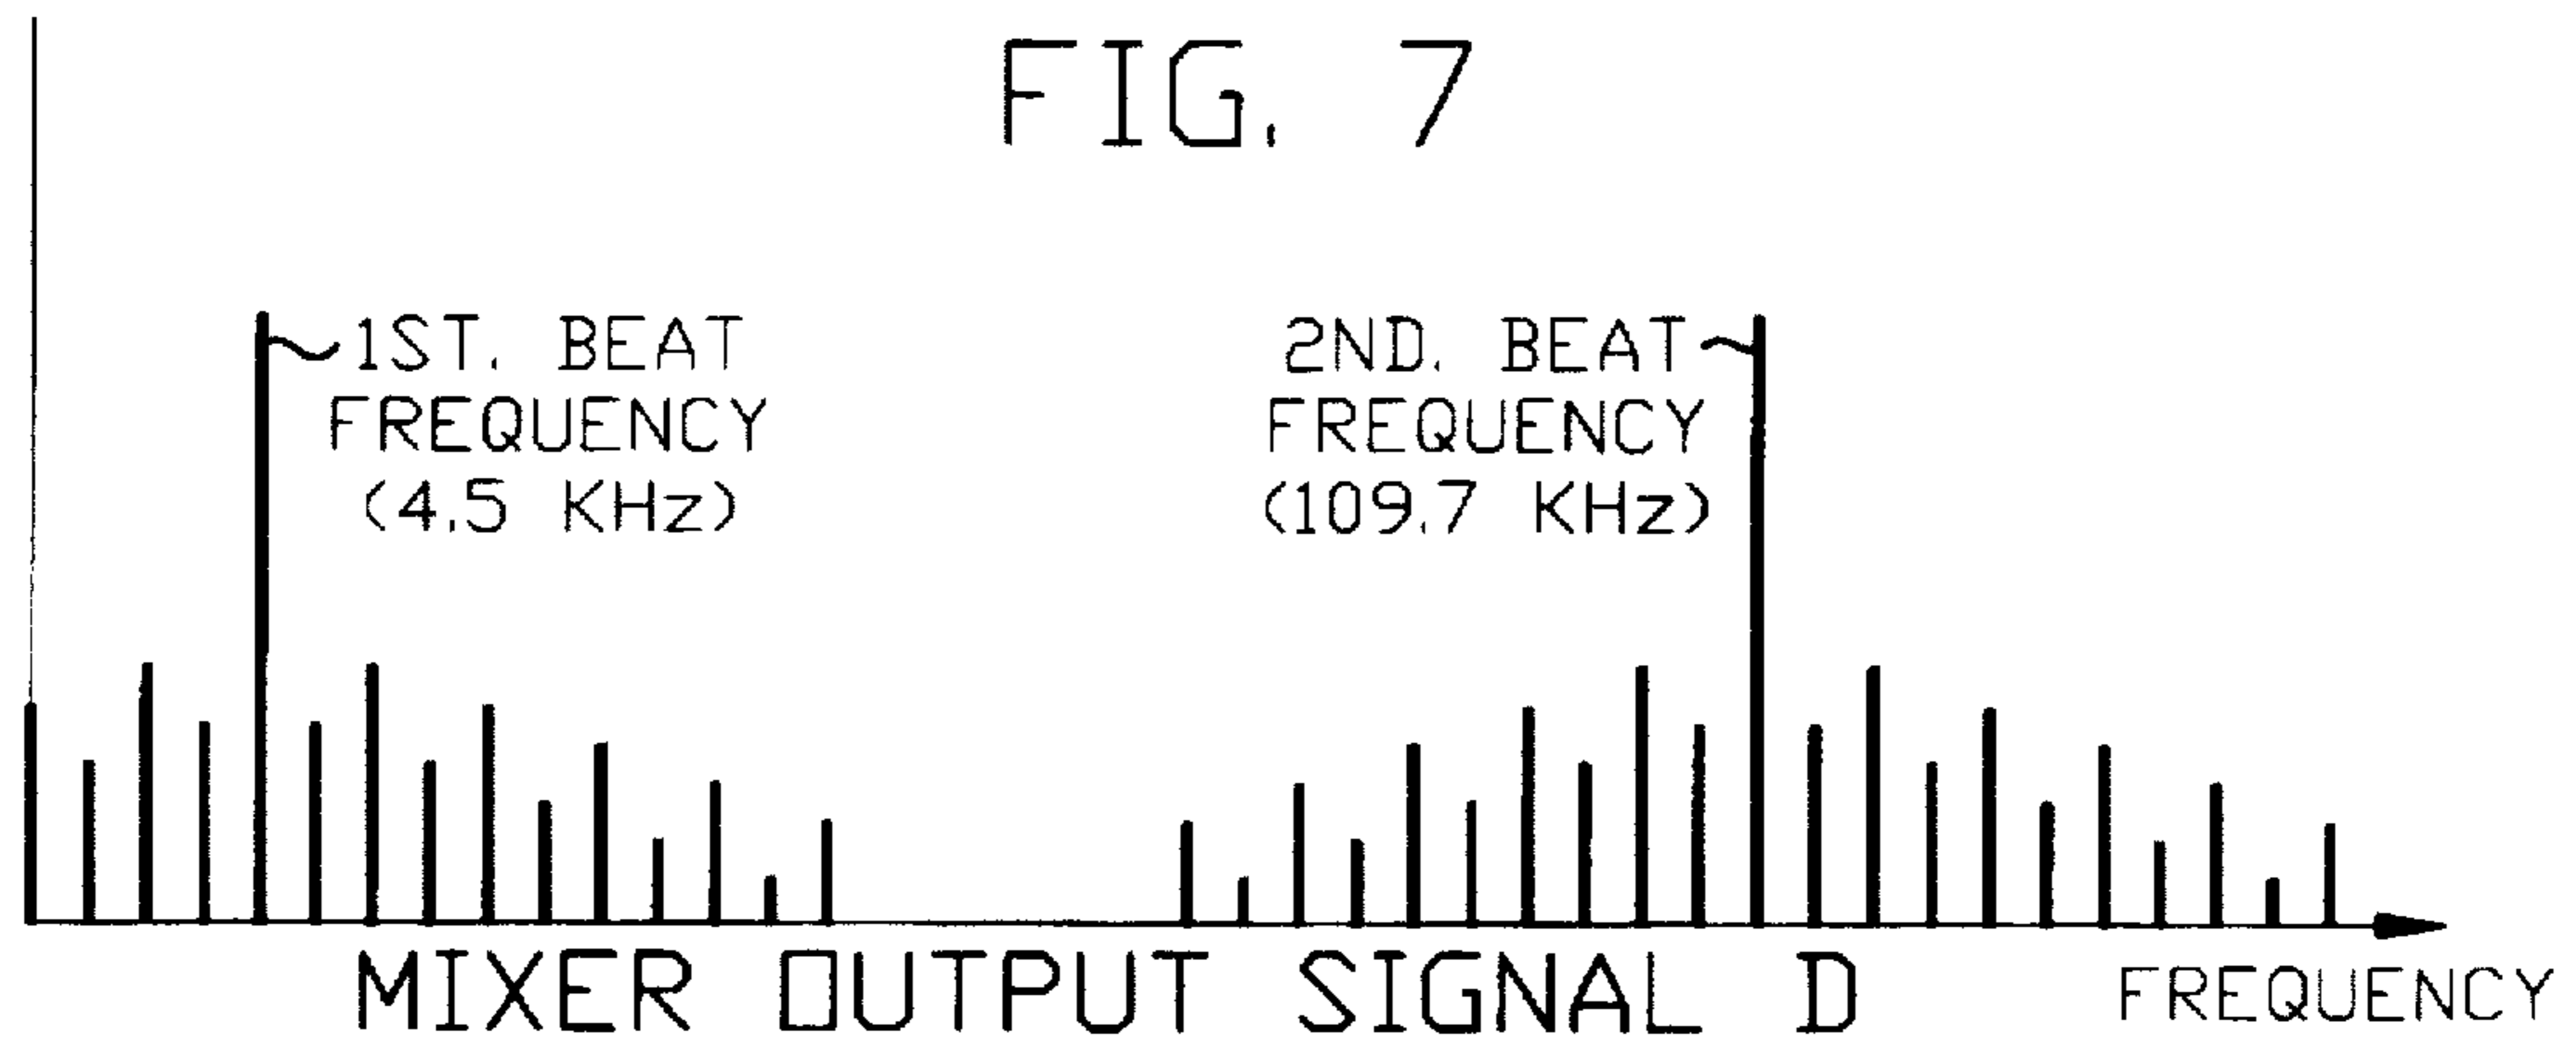 FIG. 7
1ST. BEAT
FREQUENCY
(4.5 KHz)
2ND. BEAT
FREQUENCY
(109.7 KHz)
MIXER OUTPUT SIGNAL D
FREQUENCY